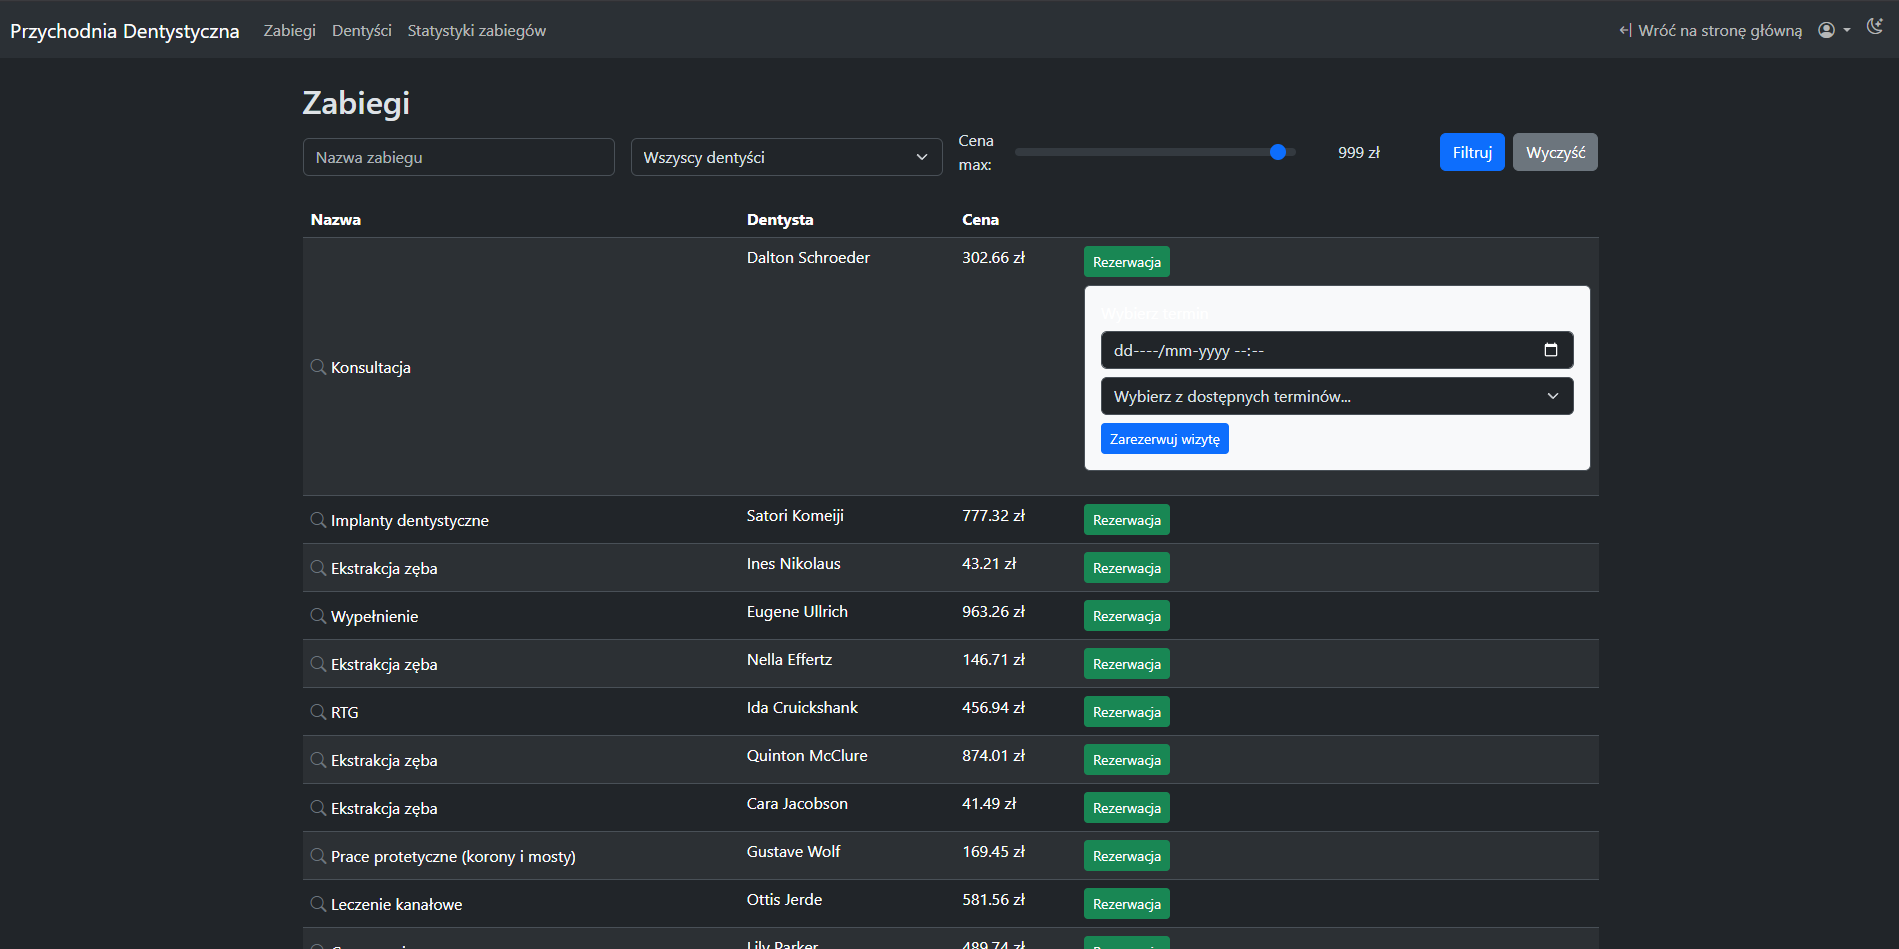 Przychodnia Dentystyczna Zabiegi Dentyści Statystyki zabiegów Wróć na stronę główną
Zabiegi
Nazwa zabiegu Wszyscy dentyści Cena max: 999 zł Filtruj Wyczyść
Nazwa Dentysta Cena
Konsultacja Dalton Schroeder 302.66 zł Rezerwacja
Wybierz termin
dd----/mm-yyyy --:--
Wybierz z dostępnych terminów...
Zarezerwuj wizytę
Implanty dentystyczne Satori Komeiji 777.32 zł Rezerwacja
Ekstrakcja zęba Ines Nikolaus 43.21 zł Rezerwacja
Wypełnienie Eugene Ullrich 963.26 zł Rezerwacja
Ekstrakcja zęba Nella Effertz 146.71 zł Rezerwacja
RTG Ida Cruickshank 456.94 zł Rezerwacja
Ekstrakcja zęba Quinton McClure 874.01 zł Rezerwacja
Ekstrakcja zęba Cara Jacobson 41.49 zł Rezerwacja
Prace protetyczne (korony i mosty) Gustave Wolf 169.45 zł Rezerwacja
Leczenie kanałowe Ottis Jerde 581.56 zł Rezerwacja
Lily Parker 489.74 zł